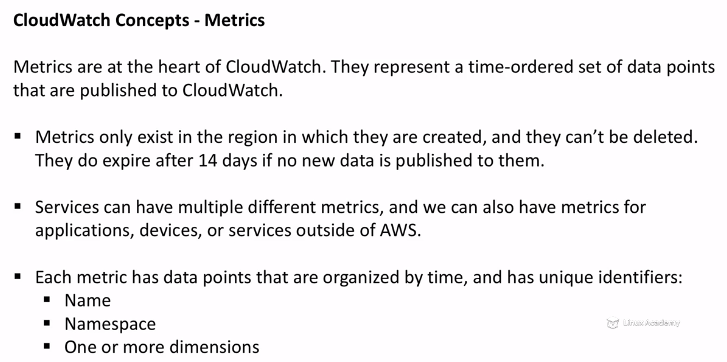 CloudWatch Concepts - Metrics
Metrics are at the heart of CloudWatch. They represent a time-ordered set of data points
that are published to CloudWatch.
▪ Metrics only exist in the region in which they are created, and they can't be deleted.
They do expire after 14 days if no new data is published to them.
▪ Services can have multiple different metrics, and we can also have metrics for
applications, devices, or services outside of AWS.
▪ Each metric has data points that are organized by time, and has unique identifiers:
▪ Name
▪ Namespace
Linux Academy
▪ One or more dimensions